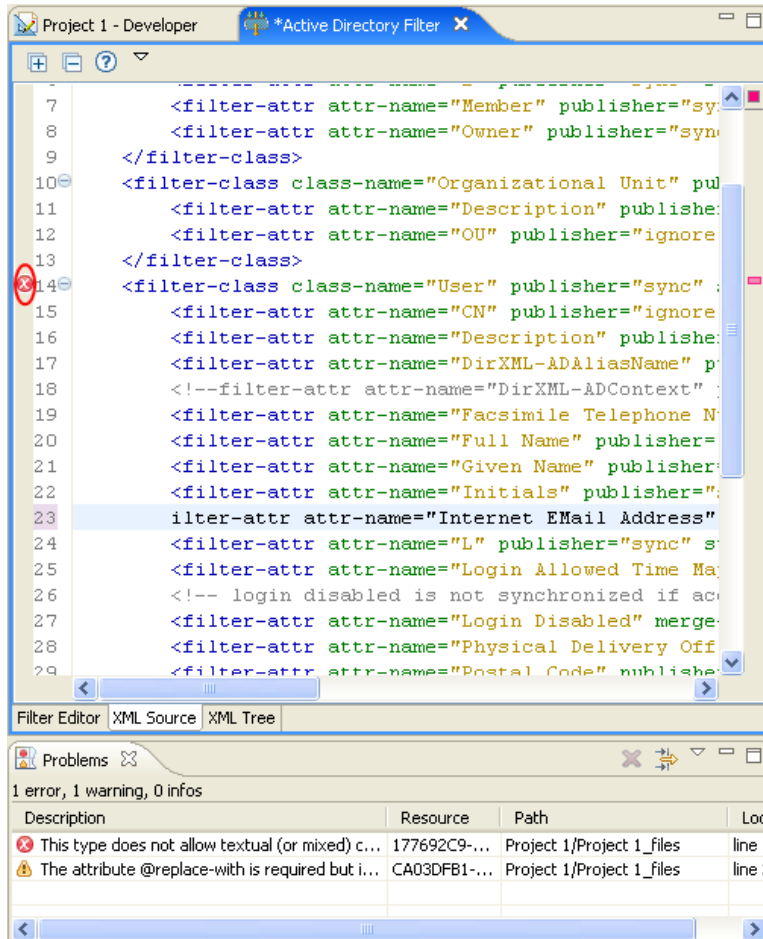 Project 1 - Developer
*Active Directory Filter
7 <filter-attr attr-name="Member" publisher="sy
8 <filter-attr attr-name="Owner" publisher="syn
9 </filter-class>
10 <filter-class class-name="Organizational Unit" pu
11 <filter-attr attr-name="Description" publishe
12 <filter-attr attr-name="OU" publisher="ignore
13 </filter-class>
14 <filter-class class-name="User" publisher="sync"
15 <filter-attr attr-name="CN" publisher="ignore
16 <filter-attr attr-name="Description" publishe
17 <filter-attr attr-name="DirXML-ADAliasName" p
18 <!--filter-attr attr-name="DirXML-ADContext"
19 <filter-attr attr-name="Facsimile Telephone N
20 <filter-attr attr-name="Full Name" publisher=
21 <filter-attr attr-name="Given Name" publisher
22 <filter-attr attr-name="Initials" publisher="
23 ilter-attr attr-name="Internet EMail Address"
24 <filter-attr attr-name="L" publisher="sync" s
25 <filter-attr attr-name="Login Allowed Time Ma
26 <!-- login disabled is not synchronized if ac
27 <filter-attr attr-name="Login Disabled" merge-
28 <filter-attr attr-name="Physical Delivery Off
29 <filter-attr attr-name="Postal Code" publishe
Filter Editor XML Source XML Tree
Problems
1 error, 1 warning, 0 infos
Description Resource Path Loc
This type does not allow textual (or mixed) c... 177692C9-... Project 1/Project 1_files line
The attribute @replace-with is required but i... CA03DFB1-... Project 1/Project 1_files line